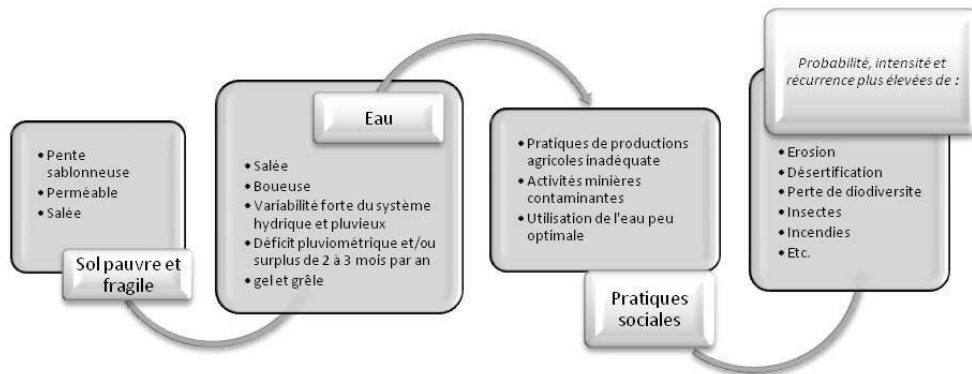 • Pente
sablonneuse
• Perméable
• Salée
Sol pauvre et
fragile
Eau
• Salée
• Boueuse
• Variabilité forte du système
hydrique et pluvieux
• Déficit pluviométrique et/ou
surplus de 2 à 3 mois par an
• gel et grêle
• Pratiques de productions
agricoles inadéquate
• Activités minières
contaminantes
• Utilisation de l'eau peu
optimale
Pratiques
sociales
Probabilité, intensité et
récurrence plus élevées de :
• Erosion
• Désertification
• Perte de diodiversite
• Insectes
• Incendies
• Etc.